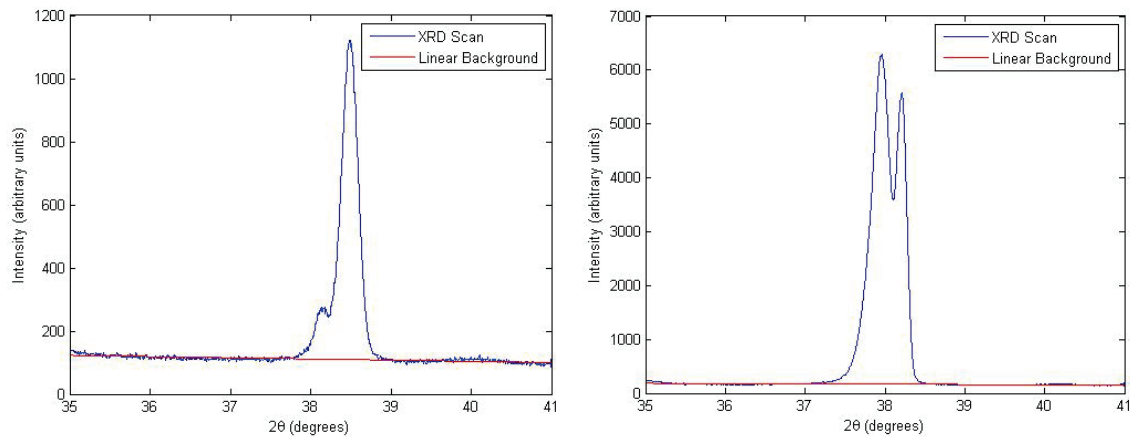 1200
1000
800
600
400
200
0
35 36 37 38 39 40 41
Intensity (arbitrary units)
2θ (degrees)
XRD Scan
Linear Background
7000
6000
5000
4000
3000
2000
1000
0
35 36 37 38 39 40 41
Intensity (arbitrary units)
2θ (degrees)
XRD Scan
Linear Background